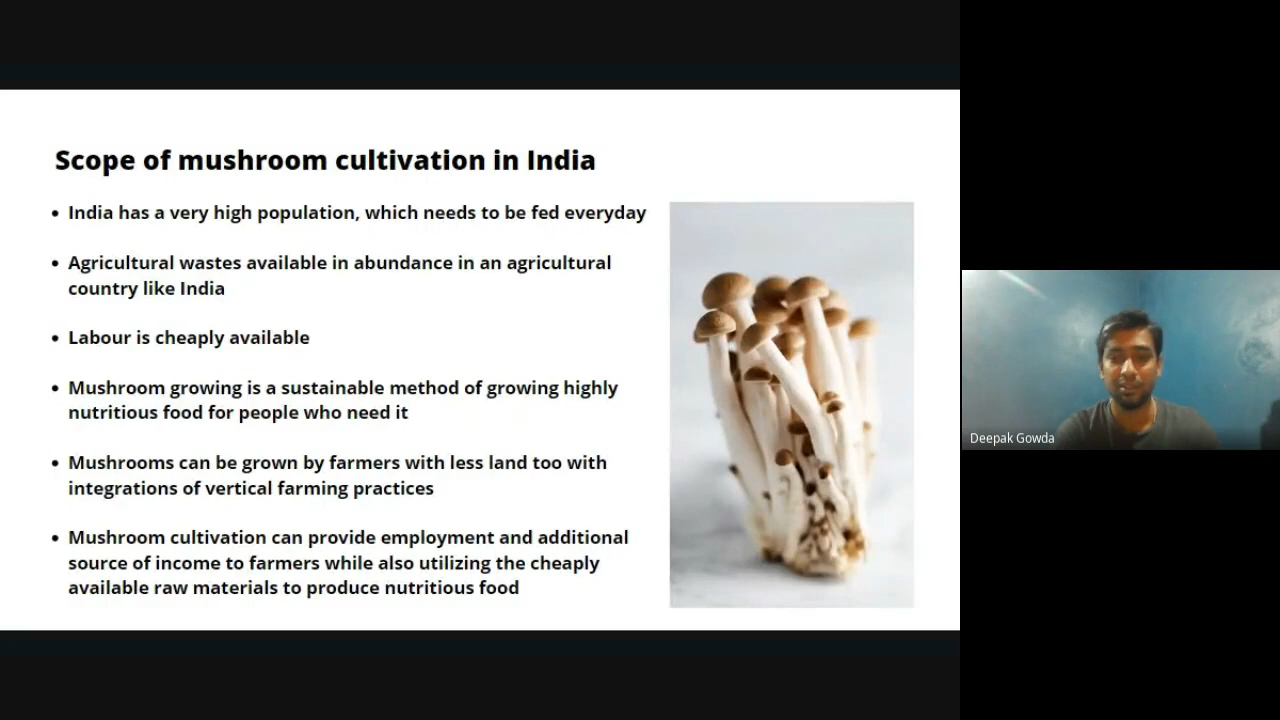 Scope of mushroom cultivation in India
• India has a very high population, which needs to be fed everyday
• Agricultural wastes available in abundance in an agricultural
country like India
• Labour is cheaply available
• Mushroom growing is a sustainable method of growing highly
nutritious food for people who need it
• Mushrooms can be grown by farmers with less land too with
integrations of vertical farming practices
• Mushroom cultivation can provide employment and additional
source of income to farmers while also utilizing the cheaply
available raw materials to produce nutritious food
Deepak Gowda